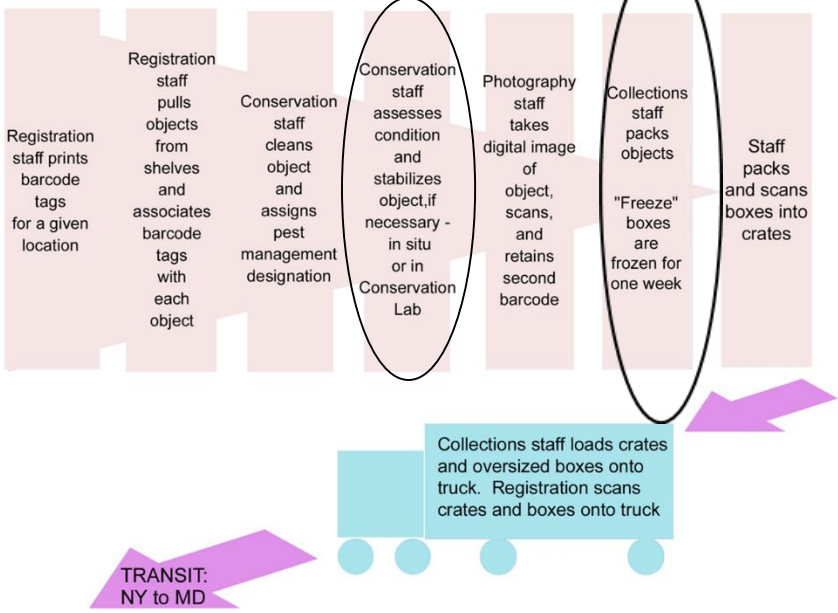 Registration
staff prints
barcode
tags
for a given
location
Registration
staff
pulls
objects
from
shelves
and
associates
barcode
tags
with
each
object
Conservation
staff
cleans
object
and
assigns
pest
management
designation
Conservation
staff
assesses
condition
and
stabilizes
object,if
necessary -
in situ
or in
Conservation
Lab
Photography
staff
takes
digital image
of
object,
scans,
and
retains
second
barcode
Collections
staff
packs
objects
"Freeze"
boxes
are
frozen for
one week
Staff
packs
and scans
boxes into
crates
Collections staff loads crates
and oversized boxes onto
truck. Registration scans
crates and boxes onto truck
TRANSIT:
NY to MD